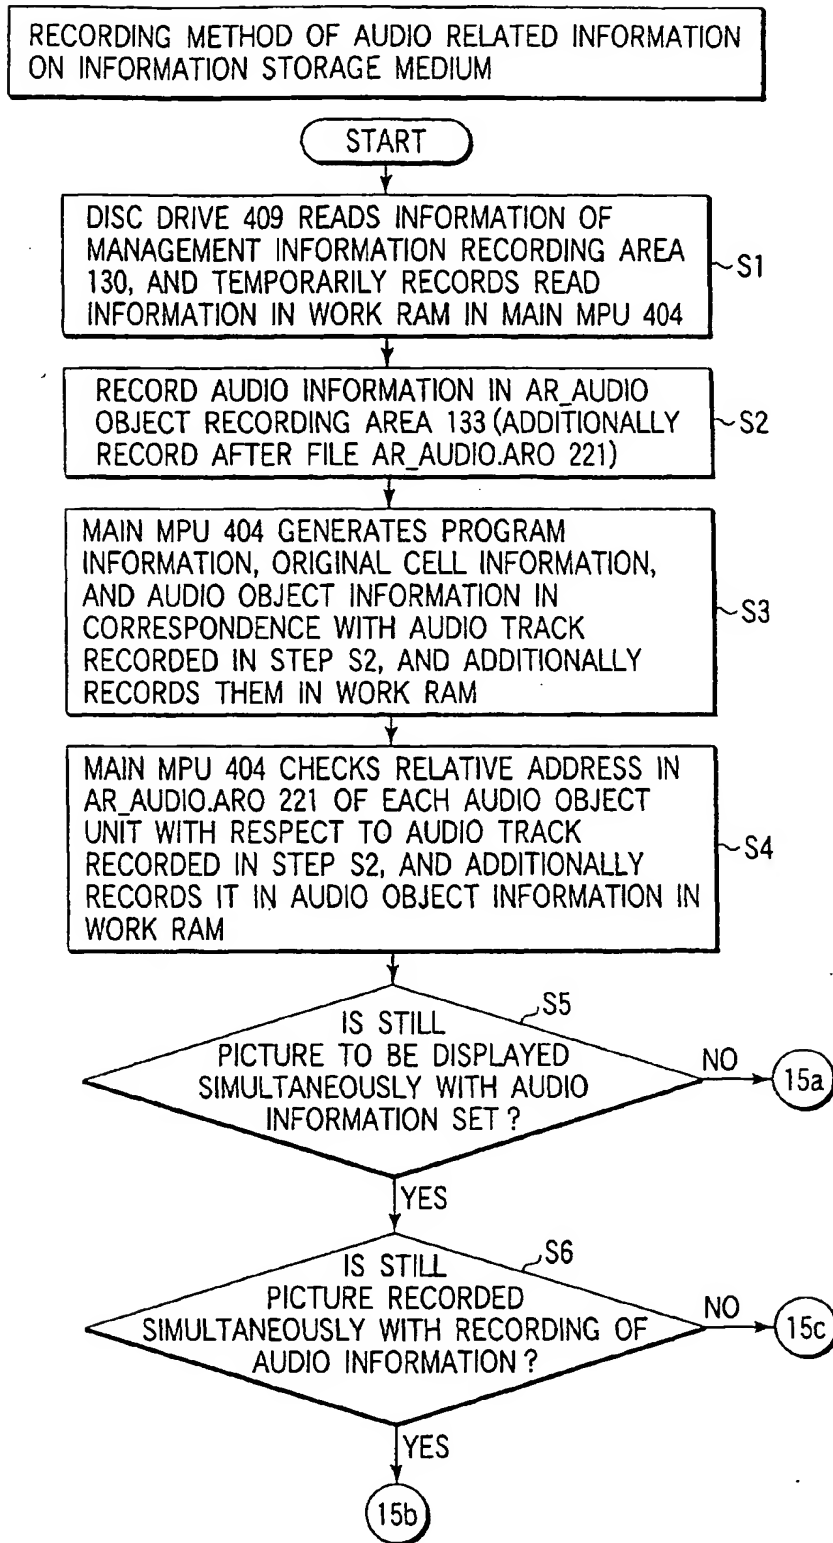 RECORDING METHOD OF AUDIO RELATED INFORMATION
ON INFORMATION STORAGE MEDIUM
START
DISC DRIVE 409 READS INFORMATION OF
MANAGEMENT INFORMATION RECORDING AREA
130, AND TEMPORARILY RECORDS READ
INFORMATION IN WORK RAM IN MAIN MPU 404
S1
RECORD AUDIO INFORMATION IN AR_AUDIO
OBJECT RECORDING AREA 133 (ADDITIONALLY
RECORD AFTER FILE AR_AUDIO.ARO 221)
S2
MAIN MPU 404 GENERATES PROGRAM
INFORMATION, ORIGINAL CELL INFORMATION,
AND AUDIO OBJECT INFORMATION IN
CORRESPONDENCE WITH AUDIO TRACK
RECORDED IN STEP S2, AND ADDITIONALLY
RECORDS THEM IN WORK RAM
S3
MAIN MPU 404 CHECKS RELATIVE ADDRESS IN
AR_AUDIO.ARO 221 OF EACH AUDIO OBJECT
UNIT WITH RESPECT TO AUDIO TRACK
RECORDED IN STEP S2, AND ADDITIONALLY
RECORDS IT IN AUDIO OBJECT INFORMATION IN
WORK RAM
S4
S5
IS STILL
PICTURE TO BE DISPLAYED
SIMULTANEOUSLY WITH AUDIO
INFORMATION SET ?
NO
15a
YES
S6
IS STILL
PICTURE RECORDED
SIMULTANEOUSLY WITH RECORDING OF
AUDIO INFORMATION ?
NO
15c
YES
15b